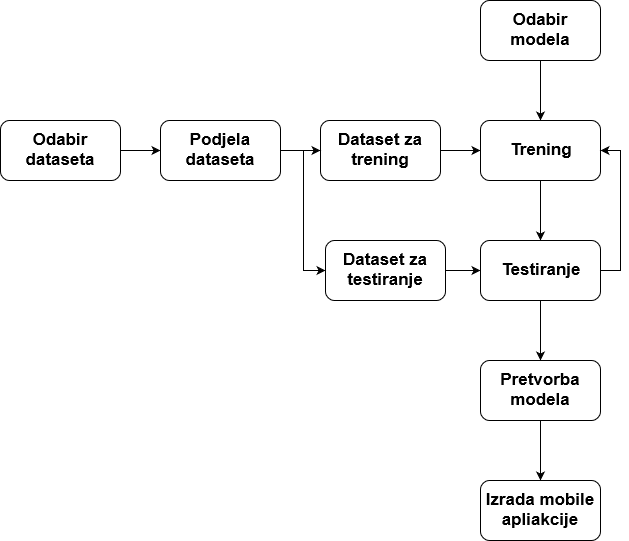 Odabir
modela
Odabir
dataseta
Podjela
dataseta
Dataset za
trening
Trening
Dataset za
testiranje
Testiranje
Pretvorba
modela
Izrada mobile
apliakcije